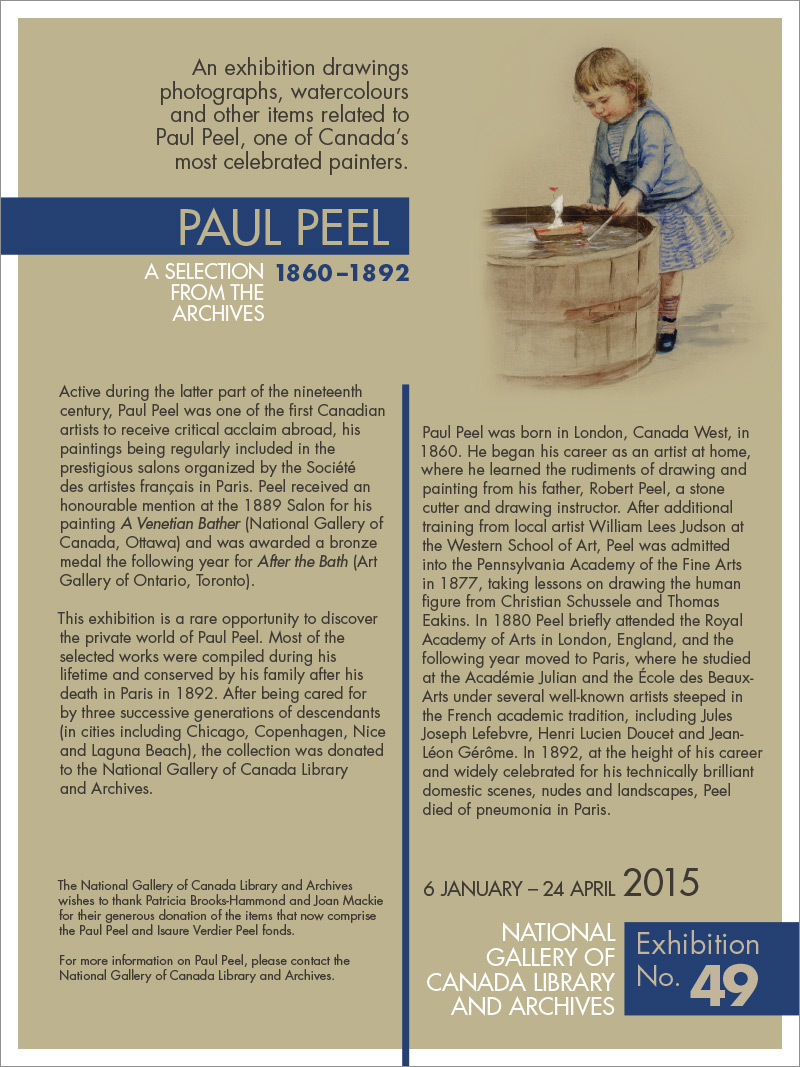 An exhibition drawings
photographs, watercolours
and other items related to
Paul Peel, one of Canada's
most celebrated painters.
PAUL PEEL
A SELECTION
FROM THE
ARCHIVES
1860–1892
Active during the latter part of the nineteenth
century, Paul Peel was one of the first Canadian
artists to receive critical acclaim abroad, his
paintings being regularly included in the
prestigious salons organized by the Société
des artistes français in Paris. Peel received an
honourable mention at the 1889 Salon for his
painting A Venetian Bather (National Gallery of
Canada, Ottawa) and was awarded a bronze
medal the following year for After the Bath (Art
Gallery of Ontario, Toronto).
This exhibition is a rare opportunity to discover
the private world of Paul Peel. Most of the
selected works were compiled during his
lifetime and conserved by his family after his
death in Paris in 1892. After being cared for
by three successive generations of descendants
(in cities including Chicago, Copenhagen, Nice
and Laguna Beach), the collection was donated
to the National Gallery of Canada Library
and Archives.
The National Gallery of Canada Library and Archives
wishes to thank Patricia Brooks-Hammond and Joan Mackie
for their generous donation of the items that now comprise
the Paul Peel and Isaure Verdier Peel fonds.
For more information on Paul Peel, please contact the
National Gallery of Canada Library and Archives.
Paul Peel was born in London, Canada West, in
1860. He began his career as an artist at home,
where he learned the rudiments of drawing and
painting from his father, Robert Peel, a stone
cutter and drawing instructor. After additional
training from local artist William Lees Judson at
the Western School of Art, Peel was admitted
into the Pennsylvania Academy of the Fine Arts
in 1877, taking lessons on drawing the human
figure from Christian Schussele and Thomas
Eakins. In 1880 Peel briefly attended the Royal
Academy of Arts in London, England, and the
following year moved to Paris, where he studied
at the Académie Julian and the École des Beaux-
Arts under several well-known artists steeped in
the French academic tradition, including Jules
Joseph Lefebvre, Henri Lucien Doucet and Jean-
Léon Gérôme. In 1892, at the height of his career
and widely celebrated for his technically brilliant
domestic scenes, nudes and landscapes, Peel
died of pneumonia in Paris.
6 JANUARY – 24 APRIL 2015
NATIONAL
GALLERY OF
CANADA LIBRARY
AND ARCHIVES
Exhibition
No. 49